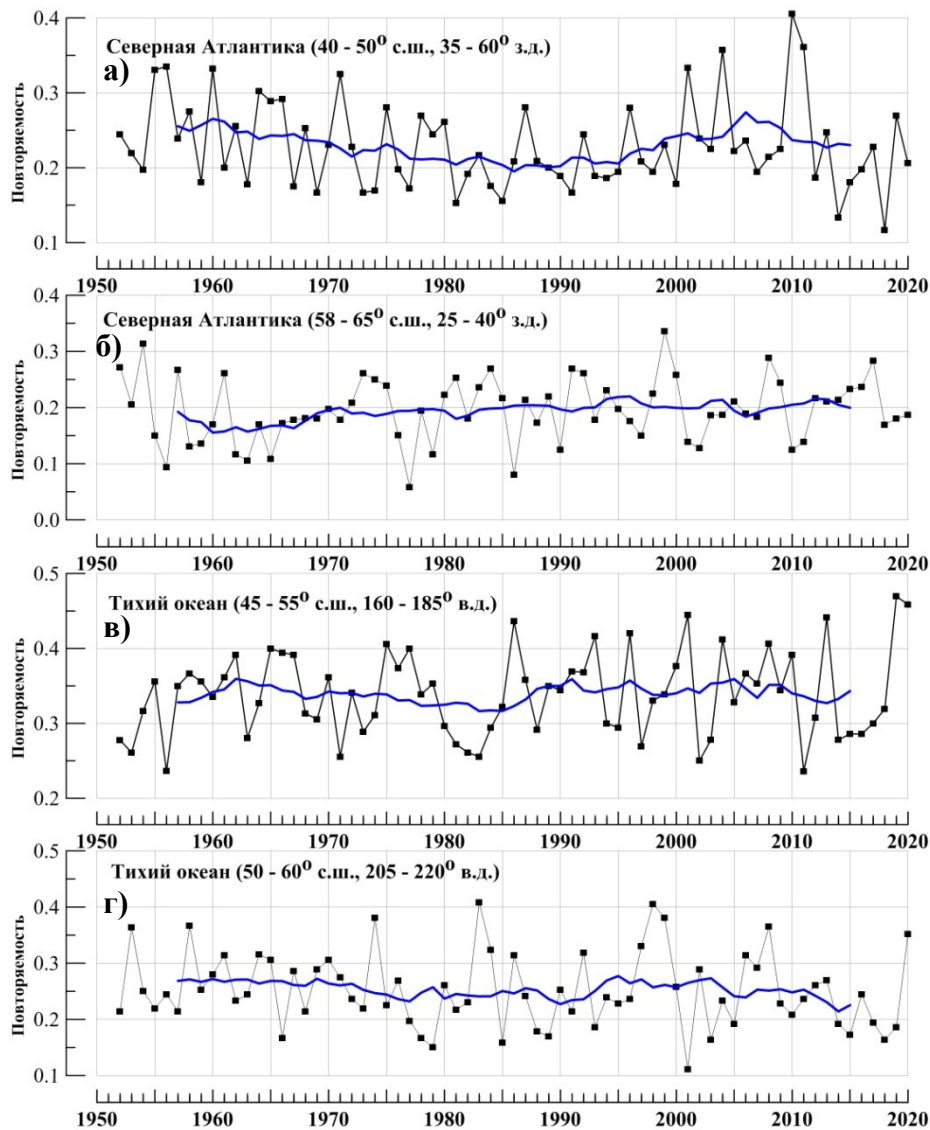 0.4
Северная Атлантика (40 - 50⁰ с.ш., 35 - 60⁰ з.д.)
а)
0.3
Повторяемость
0.2
0.1
1950 1960 1970 1980 1990 2000 2010 2020
0.4
Северная Атлантика (58 - 65⁰ с.ш., 25 - 40⁰ з.д.)
б)
0.3
Повторяемость
0.2
0.1
0.0
1950 1960 1970 1980 1990 2000 2010 2020
0.5
Тихий океан (45 - 55⁰ с.ш., 160 - 185⁰ в.д.)
в)
0.4
Повторяемость
0.3
0.2
1950 1960 1970 1980 1990 2000 2010 2020
0.5
Тихий океан (50 - 60⁰ с.ш., 205 - 220⁰ в.д.)
г)
0.4
Повторяемость
0.3
0.2
0.1
1950 1960 1970 1980 1990 2000 2010 2020